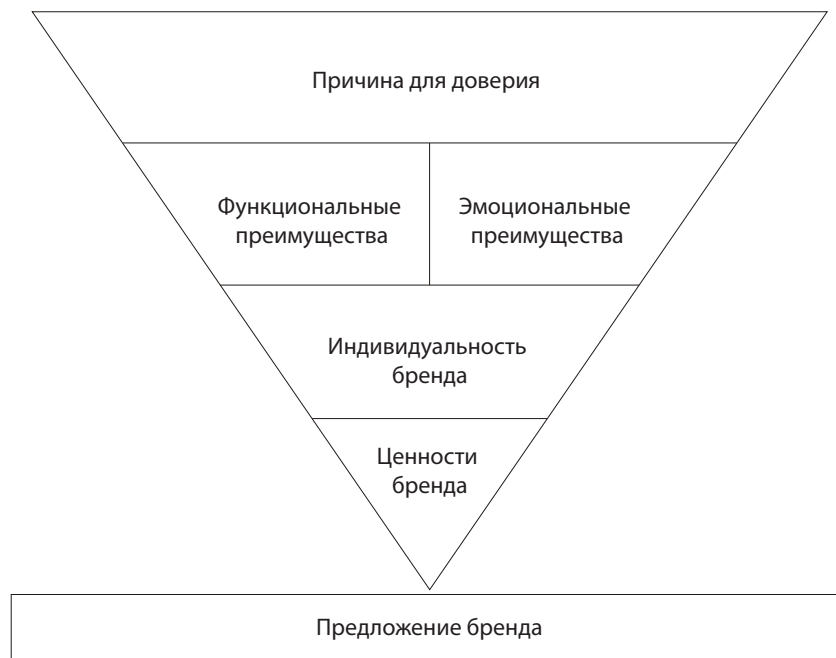 Причина для доверия
Функциональные
преимущества
Эмоциональные
преимущества
Индивидуальность
бренда
Ценности
бренда
Предложение бренда